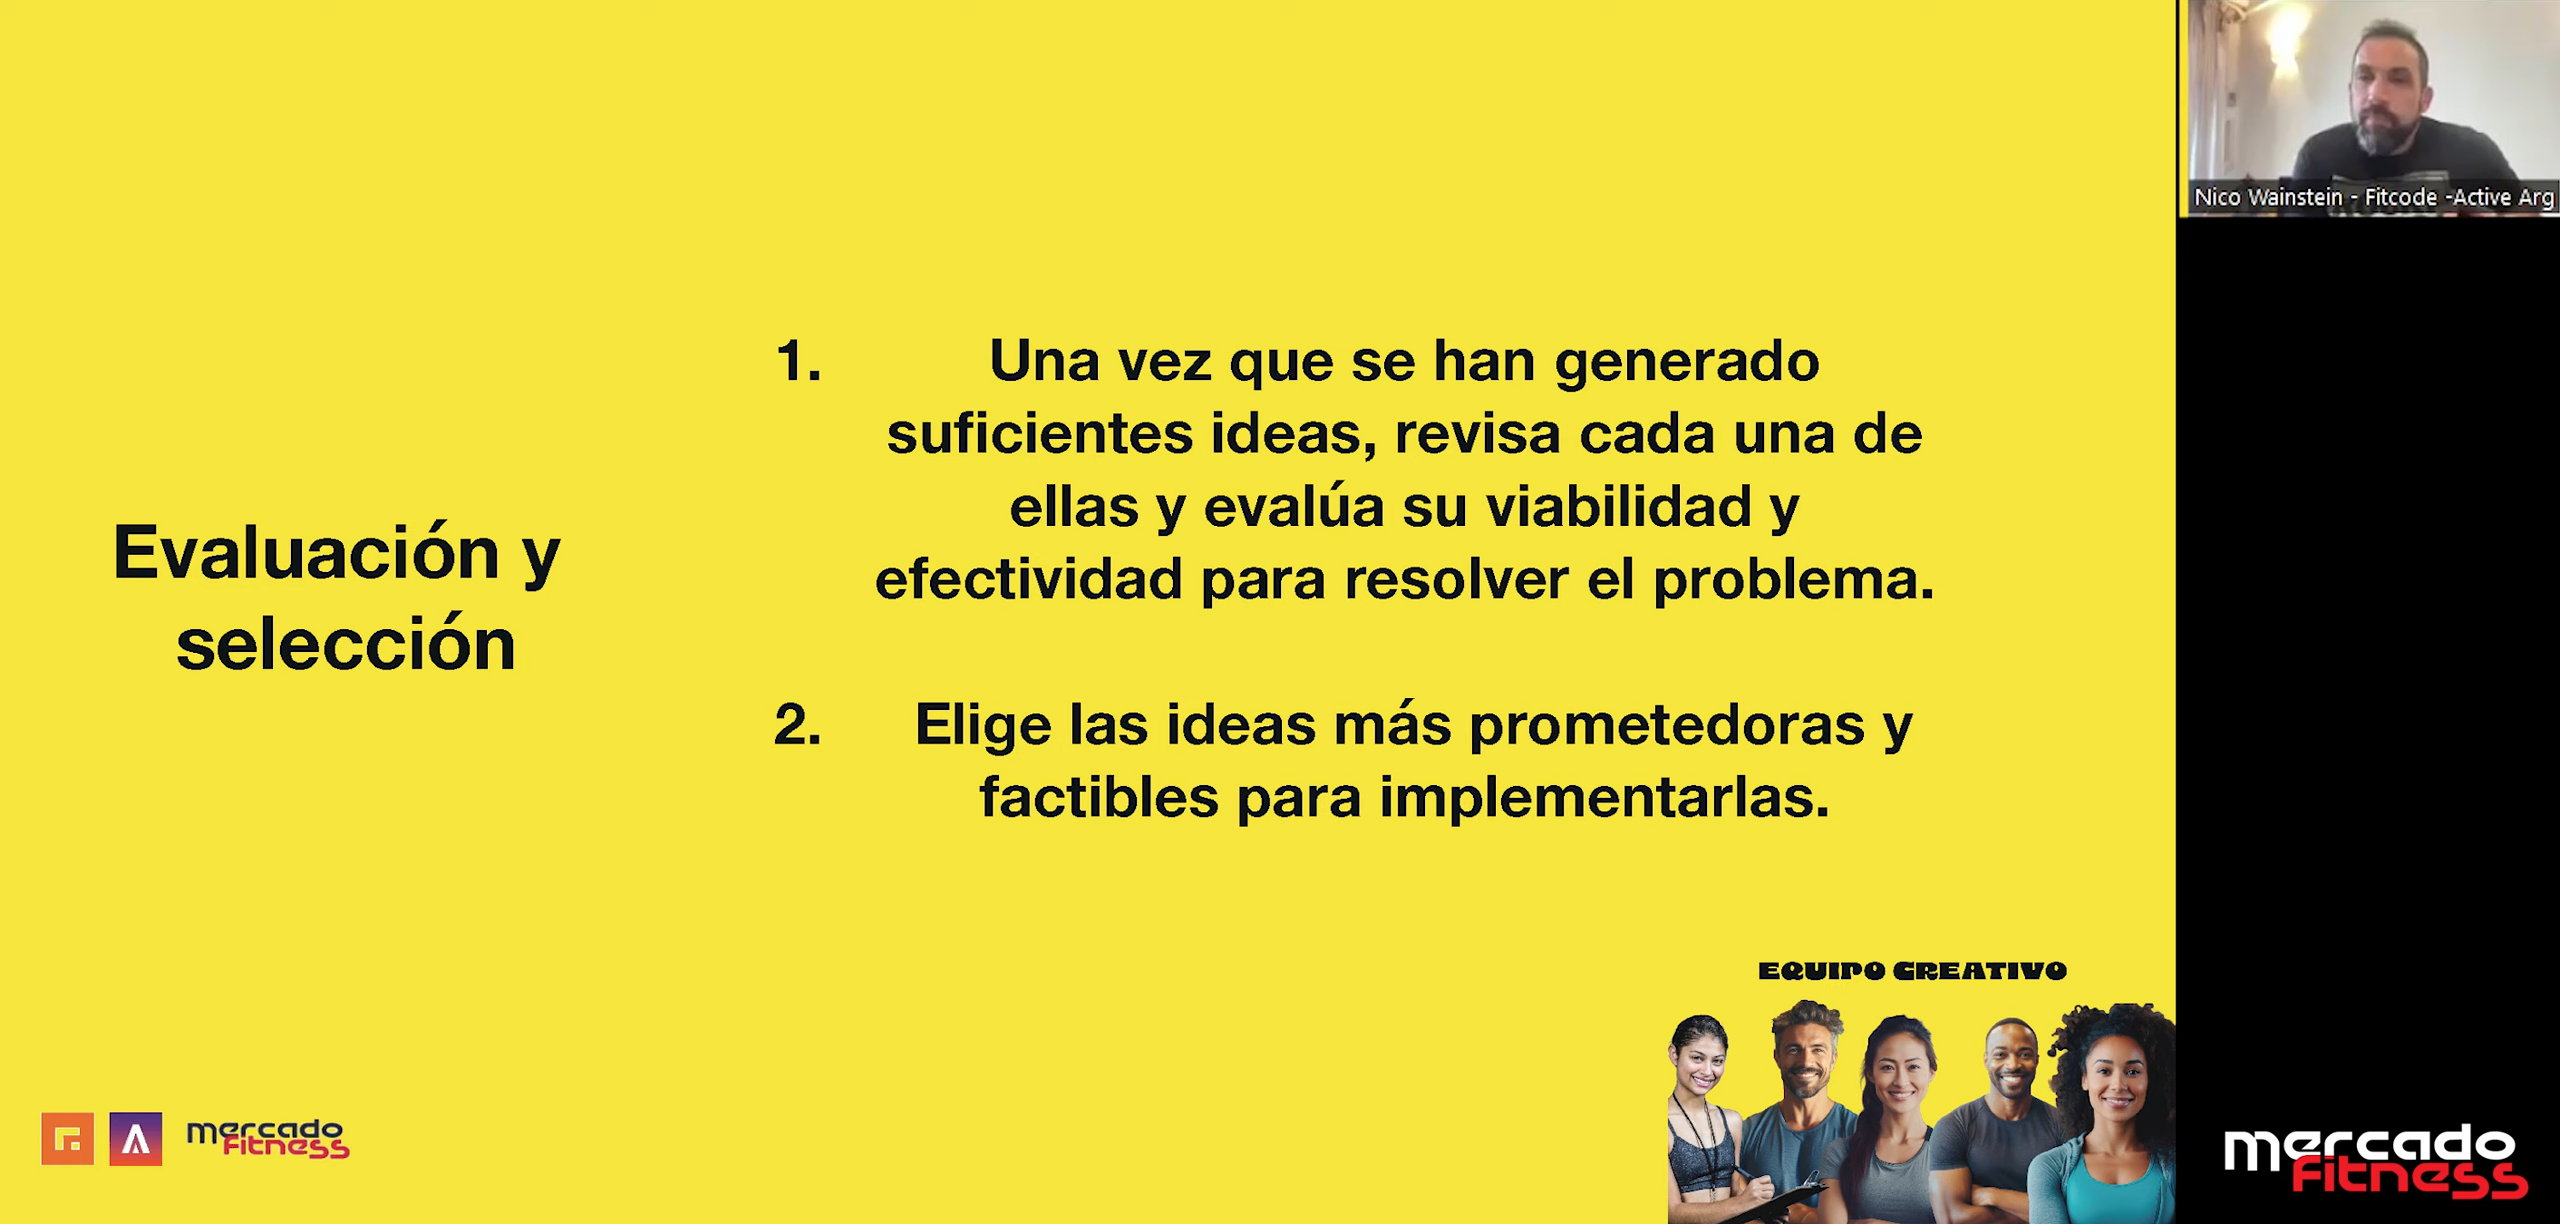 Evaluación y
selección
1. Una vez que se han generado
suficientes ideas, revisa cada una de
ellas y evalúa su viabilidad y
efectividad para resolver el problema.
2. Elige las ideas más prometedoras y
factibles para implementarlas.
EQUIPO CREATIVO
mercado
Fitness
Nico Wainstein - Fitcode -Active Arg
mercado
Fitness